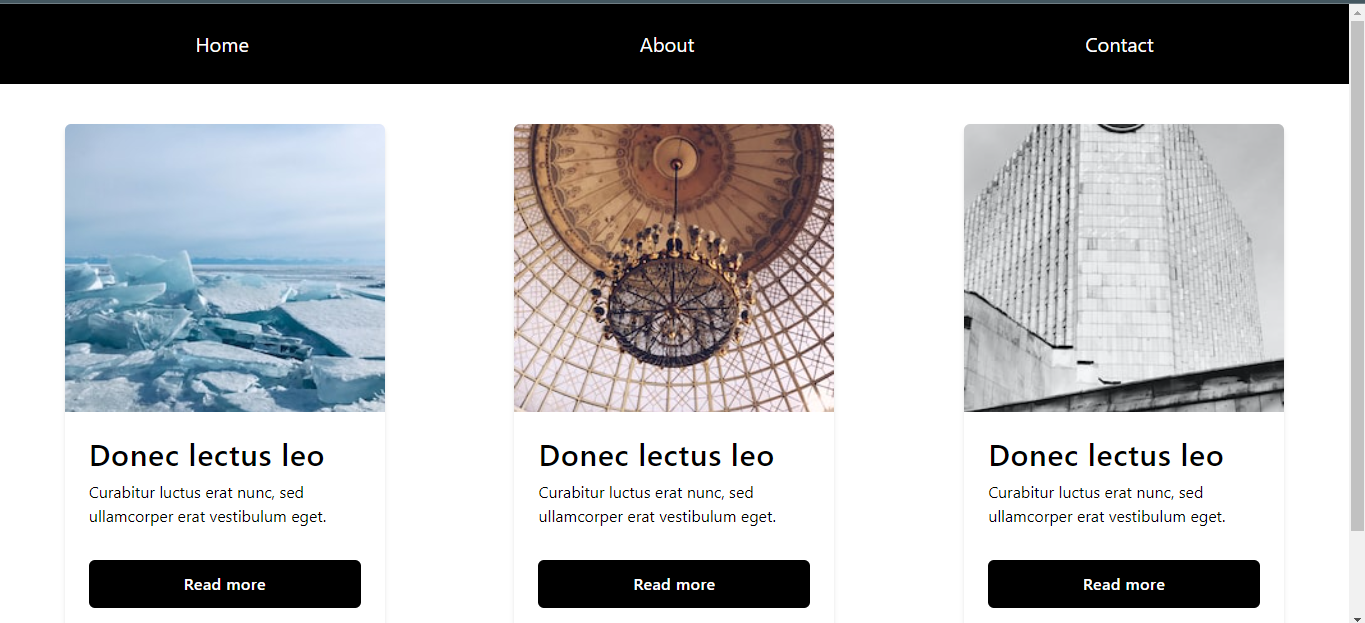 Home
About
Contact
Donec lectus leo
Curabitur luctus erat nunc, sed
ullamcorper erat vestibulum eget.
Read more
Donec lectus leo
Curabitur luctus erat nunc, sed
ullamcorper erat vestibulum eget.
Read more
Donec lectus leo
Curabitur luctus erat nunc, sed
ullamcorper erat vestibulum eget.
Read more